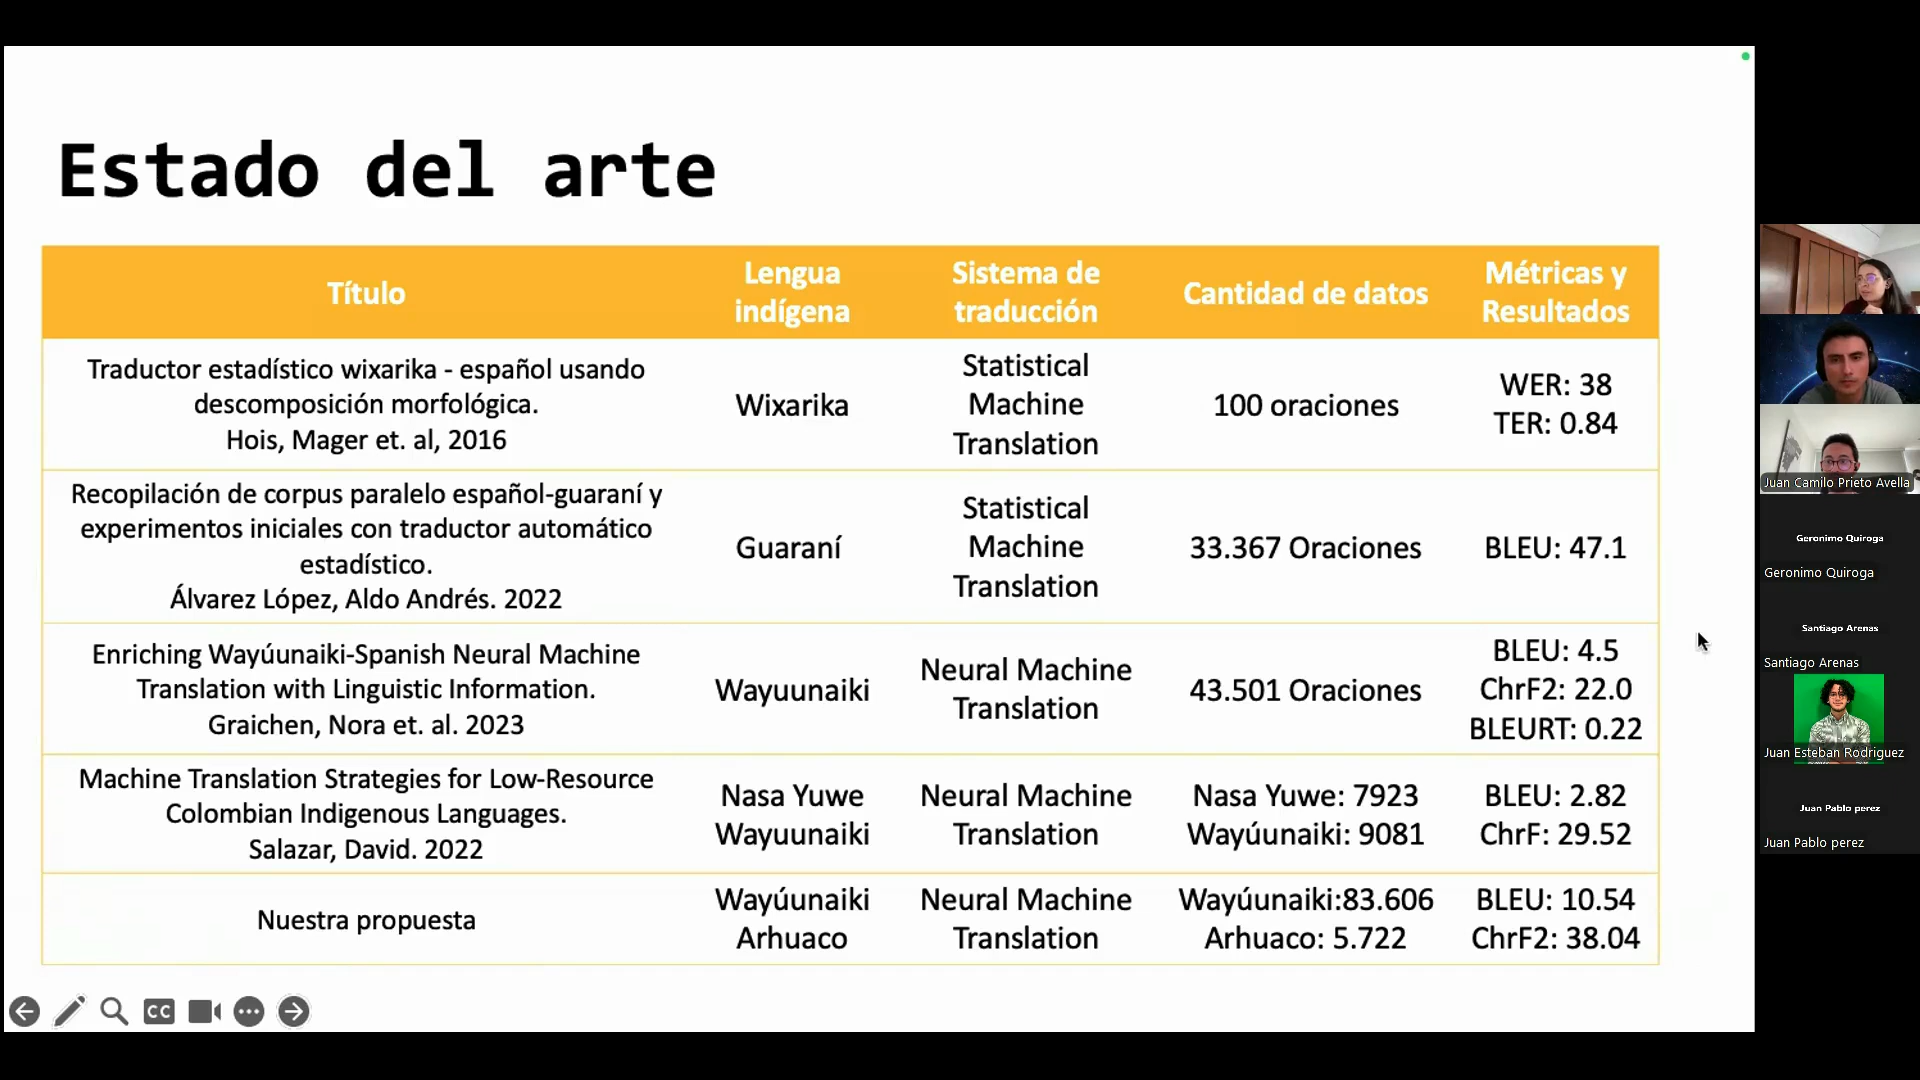 Estado del arte
Título
Lengua
indígena
Sistema de
traducción
Cantidad de datos
Métricas y
Resultados
Traductor estadístico wixarika - español usando
descomposición morfológica.
Hois, Mager et. al, 2016
Wixarika
Statistical
Machine
Translation
100 oraciones
WER: 38
TER: 0.84
Recopilación de corpus paralelo español-guaraní y
experimentos iniciales con traductor automático
estadístico.
Álvarez López, Aldo Andrés. 2022
Guaraní
Statistical
Machine
Translation
33.367 Oraciones
BLEU: 47.1
Enriching Wayúunaiki-Spanish Neural Machine
Translation with Linguistic Information.
Graichen, Nora et. al. 2023
Wayuunaiki
Neural Machine
Translation
43.501 Oraciones
BLEU: 4.5
ChrF2: 22.0
BLEURT: 0.22
Machine Translation Strategies for Low-Resource
Colombian Indigenous Languages.
Salazar, David. 2022
Nasa Yuwe
Wayuunaiki
Neural Machine
Translation
Nasa Yuwe: 7923
Wayúunaiki: 9081
BLEU: 2.82
ChrF: 29.52
Nuestra propuesta
Wayúunaiki
Arhuaco
Neural Machine
Translation
Wayúunaiki:83.606
Arhuaco: 5.722
BLEU: 10.54
ChrF2: 38.04
CC
Juan Camilo Prieto Avella
Geronimo Quiroga
Geronimo Quiroga
Santiago Arenas
Santiago Arenas
Juan Esteban Rodriguez
Juan Pablo perez
Juan Pablo perez